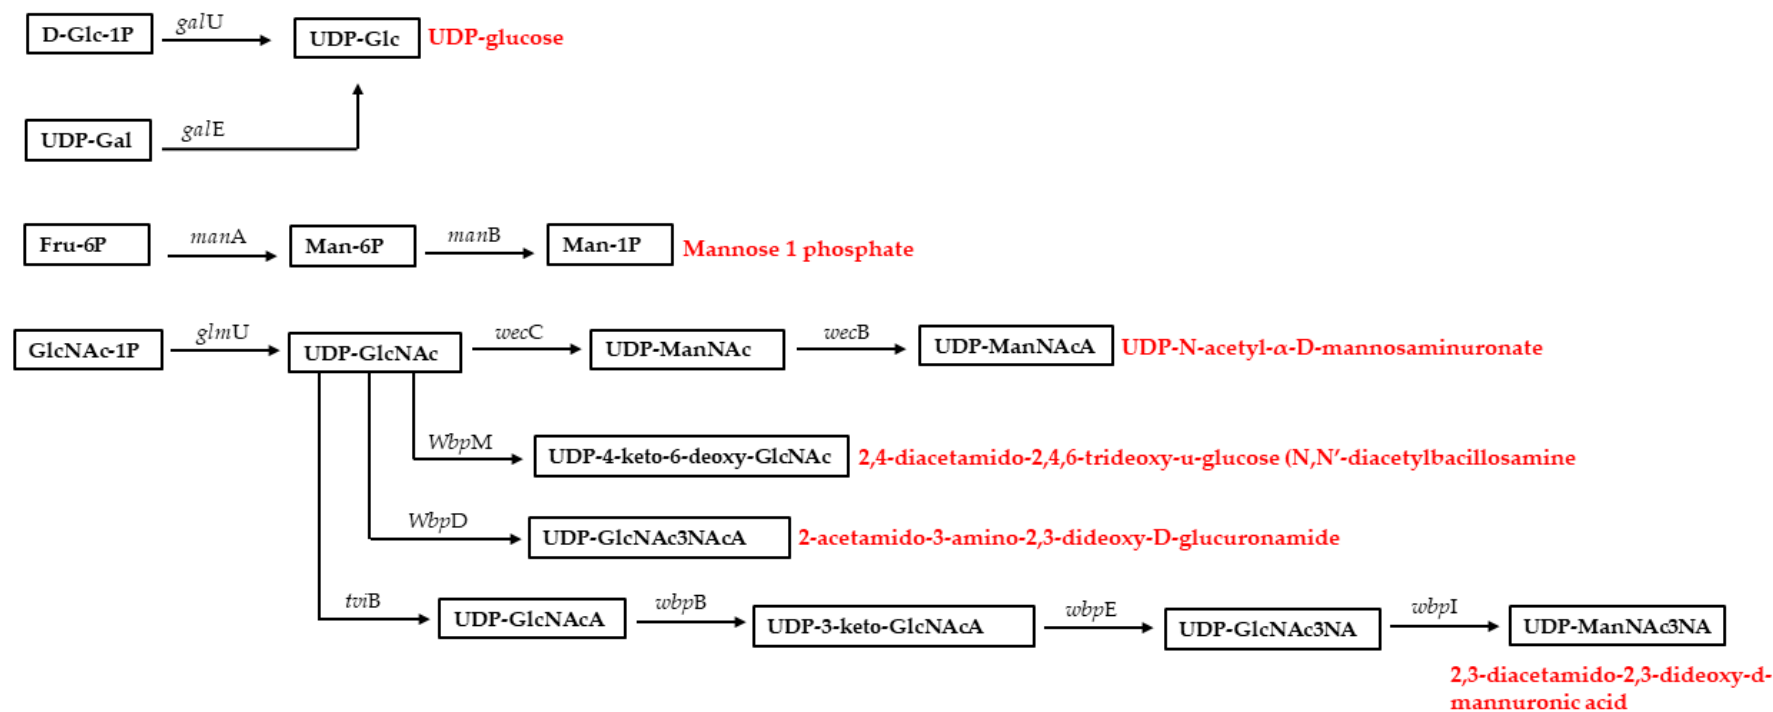 galU
D-Glc-1P
UDP-Glc
UDP-glucose
UDP-Gal
galE
Fru-6P
manA
Man-6P
manB
Man-1P
Mannose 1 phosphate
GlcNAc-1P
glmU
UDP-GlcNAc
wecC
UDP-ManNAc
wecB
UDP-ManNAcA
UDP-N-acetyl-α-D-mannosaminuronate
WbpM
UDP-4-keto-6-deoxy-GlcNAc
2,4-diacetamido-2,4,6-trideoxy-u-glucose (N,N′-diacetylbacillosamine
WbpD
UDP-GlcNAc3NAcA
2-acetamido-3-amino-2,3-dideoxy-D-glucuronamide
tviB
UDP-GlcNAcA
wbpB
UDP-3-keto-GlcNAcA
wbpE
UDP-GlcNAc3NA
wbpI
UDP-ManNAc3NA
2,3-diacetamido-2,3-dideoxy-d-
mannuronic acid